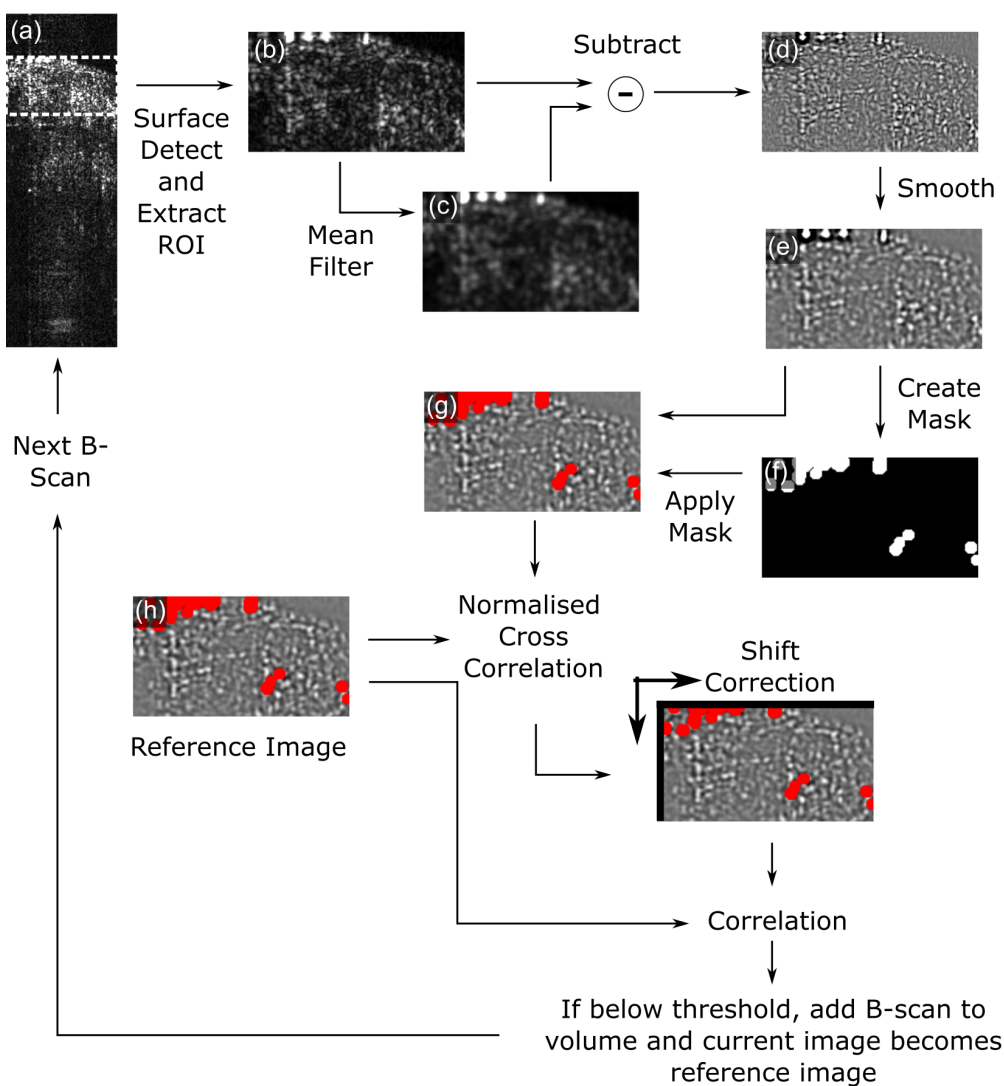 (a)
(b)
Subtract
-
(d)
Surface
Detect
and
Extract
ROI
Mean
Filter
(c)
Smooth
(e)
Next B-
Scan
(g)
Create
Mask
(f)
Apply
Mask
(h)
Reference Image
Normalised
Cross
Correlation
Shift
Correction
Correlation
If below threshold, add B-scan to
volume and current image becomes
reference image